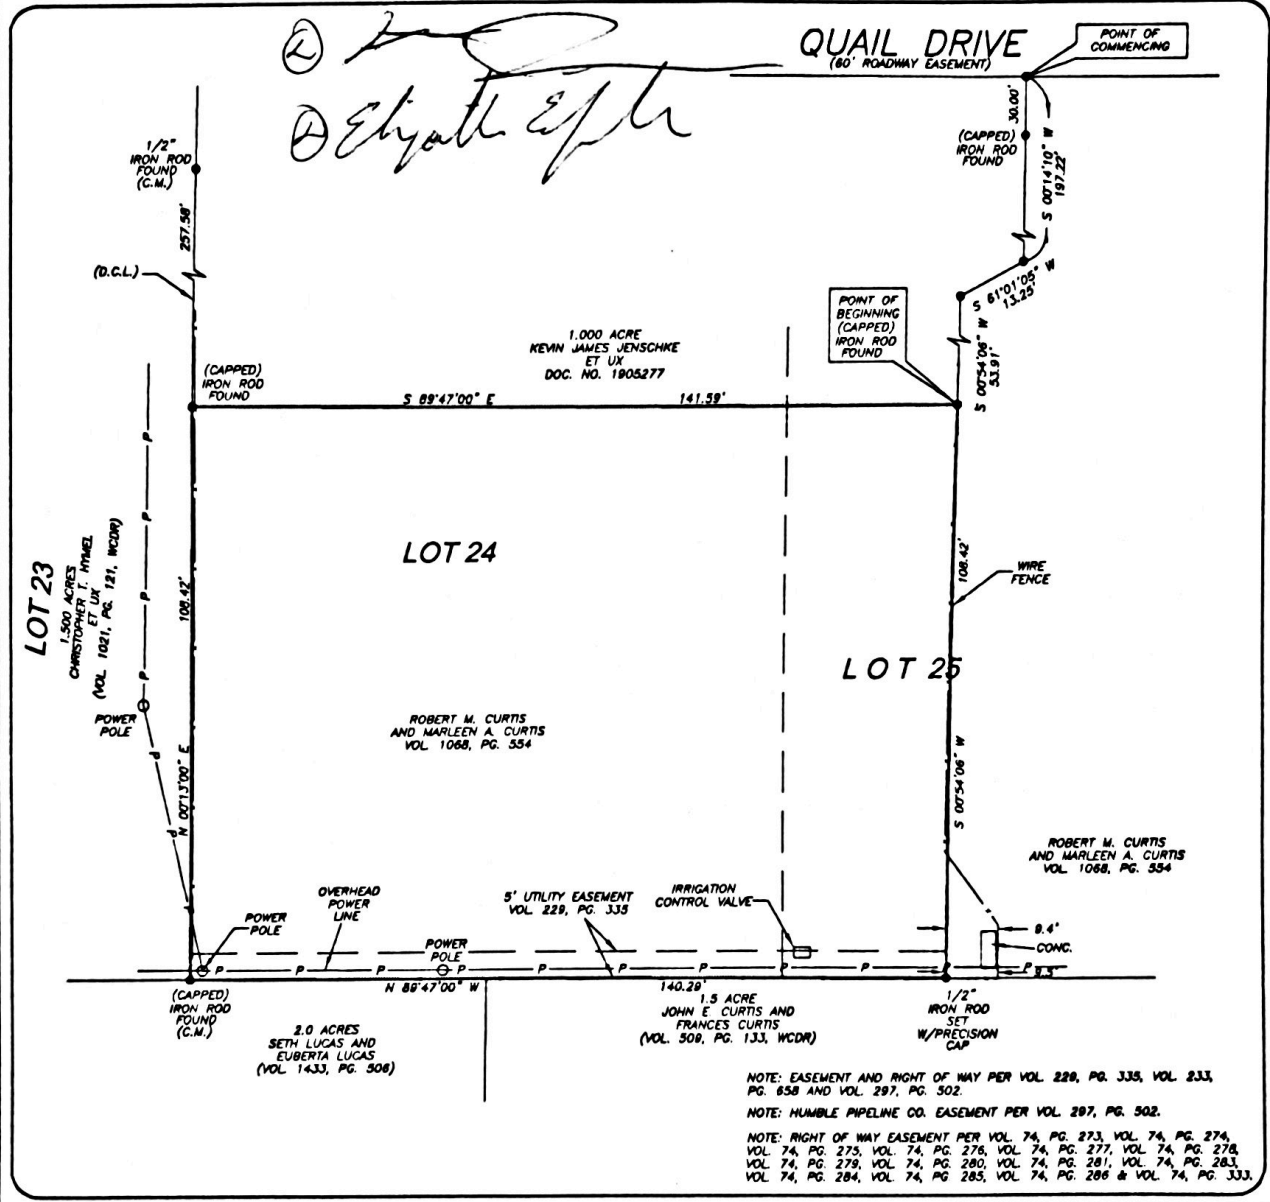 QUAIL DRIVE
(60' ROADWAY EASEMENT)
POINT OF
COMMENCING
30.00'
(CAPPED)
IRON ROD
FOUND
S 00°14'10" W
197.22'
S 61°01'05" W
13.25'
S 00°54'06" W
53.91'
POINT OF
BEGINNING
(CAPPED)
IRON ROD
FOUND
1/2"
IRON ROD
FOUND
(C.M.)
257.58'
(D.C.L.)
(CAPPED)
IRON ROD
FOUND
1.000 ACRE
KEVIN JAMES JENSCHKE
ET UX
DOC. NO. 1905277
S 89°47'00" E
141.59'
LOT 23
1.500 ACRES
CHRISTOPHER T. HYMEL
ET UX
(VOL. 1021, PG. 121, WCDR)
108.42'
N 00°13'00" E
LOT 24
LOT 25
108.42'
WIRE
FENCE
S 00°54'06" W
POWER
POLE
ROBERT M. CURTIS
AND MARLEEN A. CURTIS
VOL. 1068, PG. 554
ROBERT M. CURTIS
AND MARLEEN A. CURTIS
VOL. 1068, PG. 554
OVERHEAD
POWER
LINE
POWER
POLE
5' UTILITY EASEMENT
VOL. 229, PG. 335
IRRIGATION
CONTROL VALVE
POWER
POLE
9.4'
CONC.
9.5'
P P P P P P P P P P P P P P P P
N 89°47'00" W
140.29'
(CAPPED)
IRON ROD
FOUND
(C.M.)
2.0 ACRES
SETH LUCAS AND
EUBERTA LUCAS
(VOL. 1433, PG. 506)
1.5 ACRE
JOHN E. CURTIS AND
FRANCES CURTIS
(VOL. 509, PG. 133, WCDR)
1/2"
IRON ROD
SET
W/PRECISION
CAP
NOTE: EASEMENT AND RIGHT OF WAY PER VOL. 229, PG. 335, VOL. 233,
PG. 658 AND VOL. 297, PG. 502.
NOTE: HUMBLE PIPELINE CO. EASEMENT PER VOL. 297, PG. 502.
NOTE: RIGHT OF WAY EASEMENT PER VOL. 74, PG. 273, VOL. 74, PG. 274,
VOL. 74, PG. 275, VOL. 74, PG. 276, VOL. 74, PG. 277, VOL. 74, PG. 278,
VOL. 74, PG. 279, VOL. 74, PG. 280, VOL. 74, PG. 281, VOL. 74, PG. 283,
VOL. 74, PG. 284, VOL. 74, PG 285, VOL. 74, PG. 286 & VOL. 74, PG. 333.